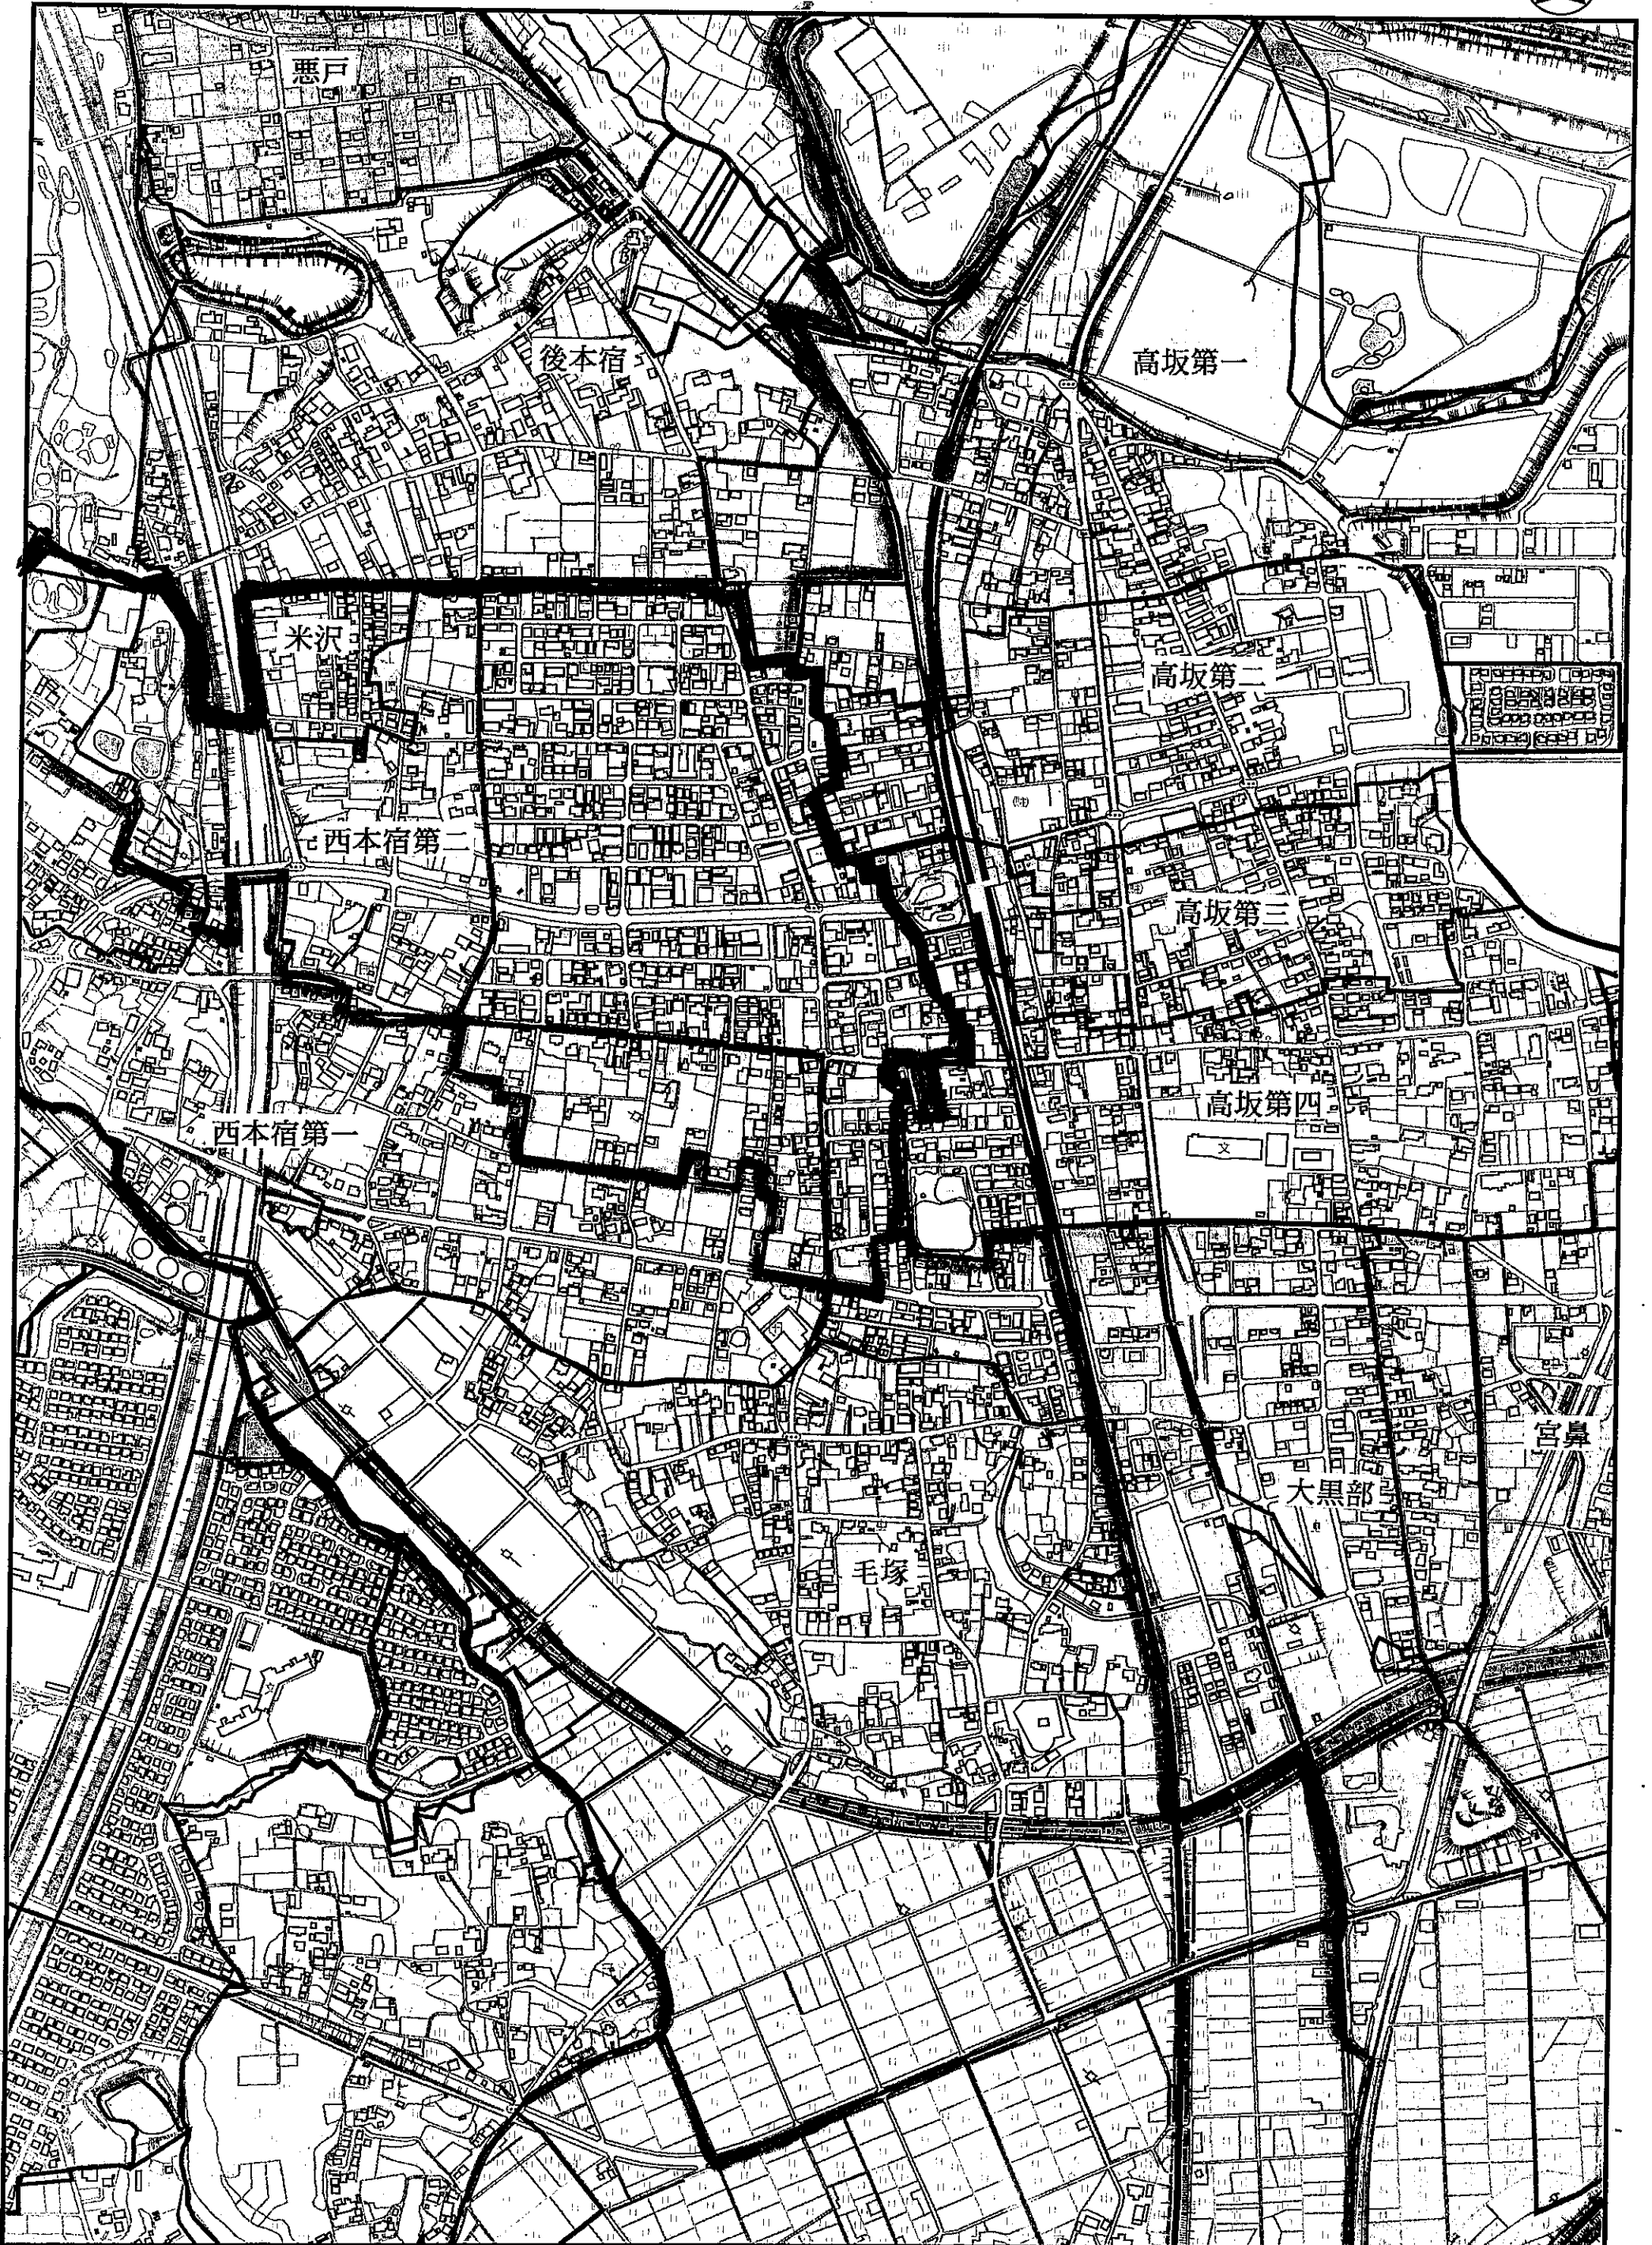 悪戸
後本宿
高坂第一
米沢
高坂第二
西本宿第二
高坂第三
高坂第四
文
西本宿第一
宮鼻
大黒部
毛塚